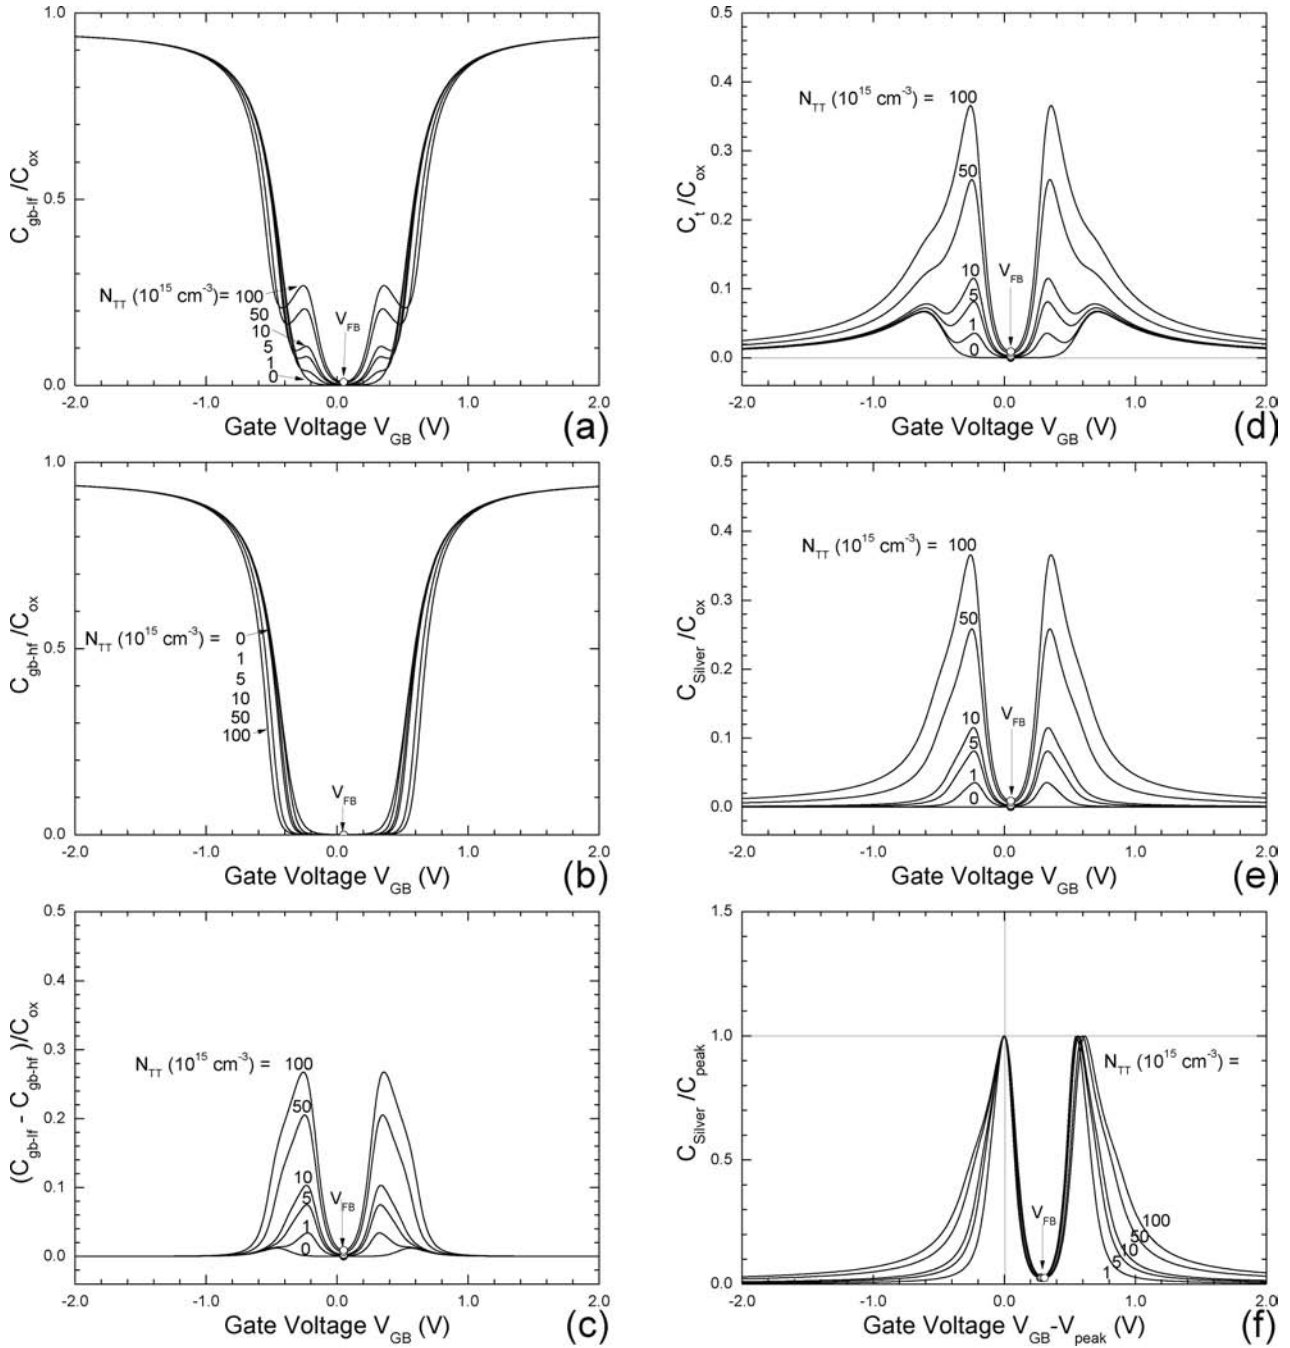 1.0
0.5
0.0
C_gb-lf /C_ox
N_TT (10^15 cm^-3)= 100
50
10
5
1
0
V_FB
-2.0 -1.0 0.0 1.0 2.0
Gate Voltage V_GB (V)
(a)
0.5
0.4
0.3
0.2
0.1
0.0
C_t /C_ox
N_TT (10^15 cm^-3) = 100
50
10
5
1
0
V_FB
-2.0 -1.0 0.0 1.0 2.0
Gate Voltage V_GB (V)
(d)
1.0
0.5
0.0
C_gb-hf /C_ox
N_TT (10^15 cm^-3) = 0
1
5
10
50
100
V_FB
-2.0 -1.0 0.0 1.0 2.0
Gate Voltage V_GB (V)
(b)
0.5
0.4
0.3
0.2
0.1
0.0
C_Silver /C_ox
N_TT (10^15 cm^-3) = 100
50
10
5
1
0
V_FB
-2.0 -1.0 0.0 1.0 2.0
Gate Voltage V_GB (V)
(e)
0.5
0.4
0.3
0.2
0.1
0.0
(C_gb-lf - C_gb-hf )/C_ox
N_TT (10^15 cm^-3) = 100
50
10
5
1
0
V_FB
-2.0 -1.0 0.0 1.0 2.0
Gate Voltage V_GB (V)
(c)
1.5
1.0
0.5
0.0
C_Silver /C_peak
N_TT (10^15 cm^-3) =
100
50
10
5
1
V_FB
-2.0 -1.0 0.0 1.0 2.0
Gate Voltage V_GB-V_peak (V)
(f)